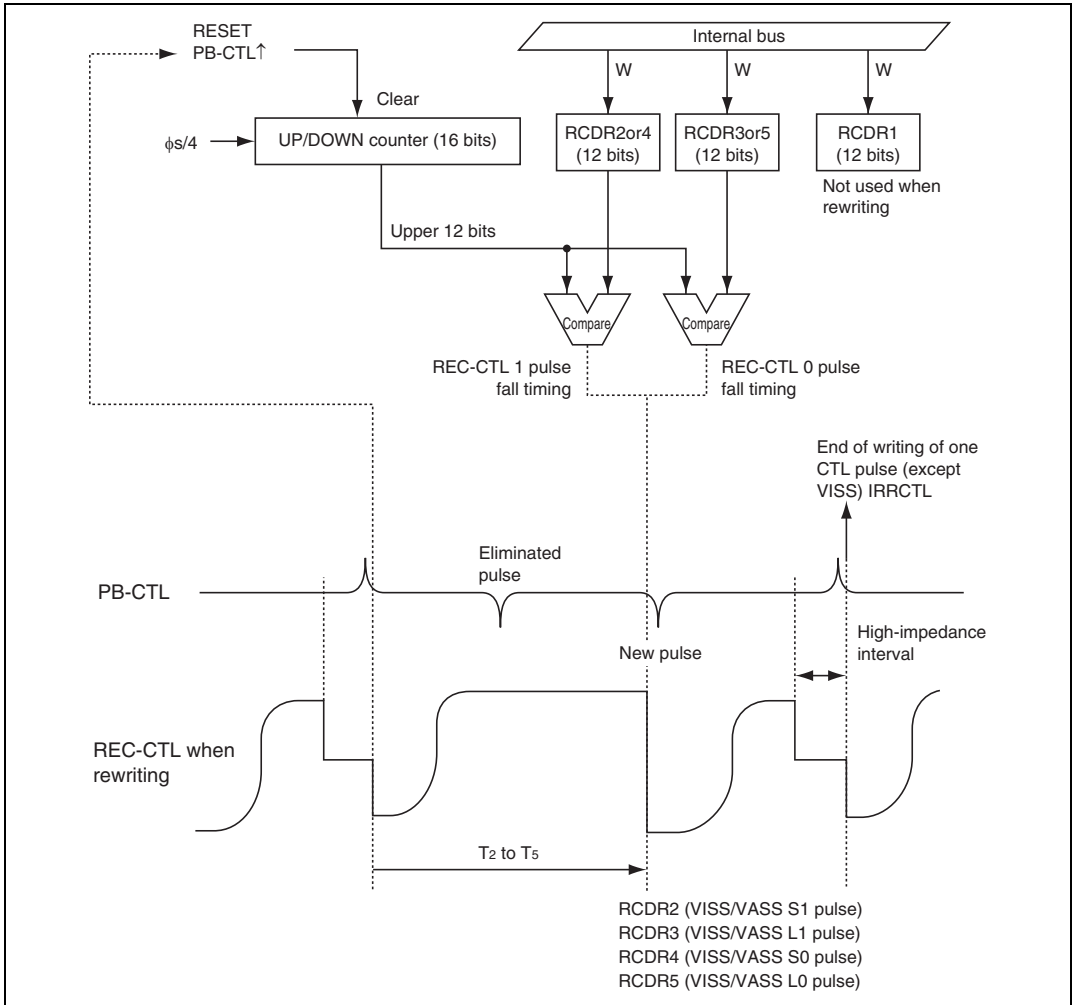 RESET
PB-CTL↑
Internal bus
W
W
W
Clear
ϕs/4
UP/DOWN counter (16 bits)
RCDR2or4
(12 bits)
RCDR3or5
(12 bits)
RCDR1
(12 bits)
Not used when
rewriting
Upper 12 bits
Compare
Compare
REC-CTL 1 pulse
fall timing
REC-CTL 0 pulse
fall timing
End of writing of one
CTL pulse (except
VISS) IRRCTL
Eliminated
pulse
PB-CTL
New pulse
High-impedance
interval
REC-CTL when
rewriting
T2 to T5
RCDR2 (VISS/VASS S1 pulse)
RCDR3 (VISS/VASS L1 pulse)
RCDR4 (VISS/VASS S0 pulse)
RCDR5 (VISS/VASS L0 pulse)